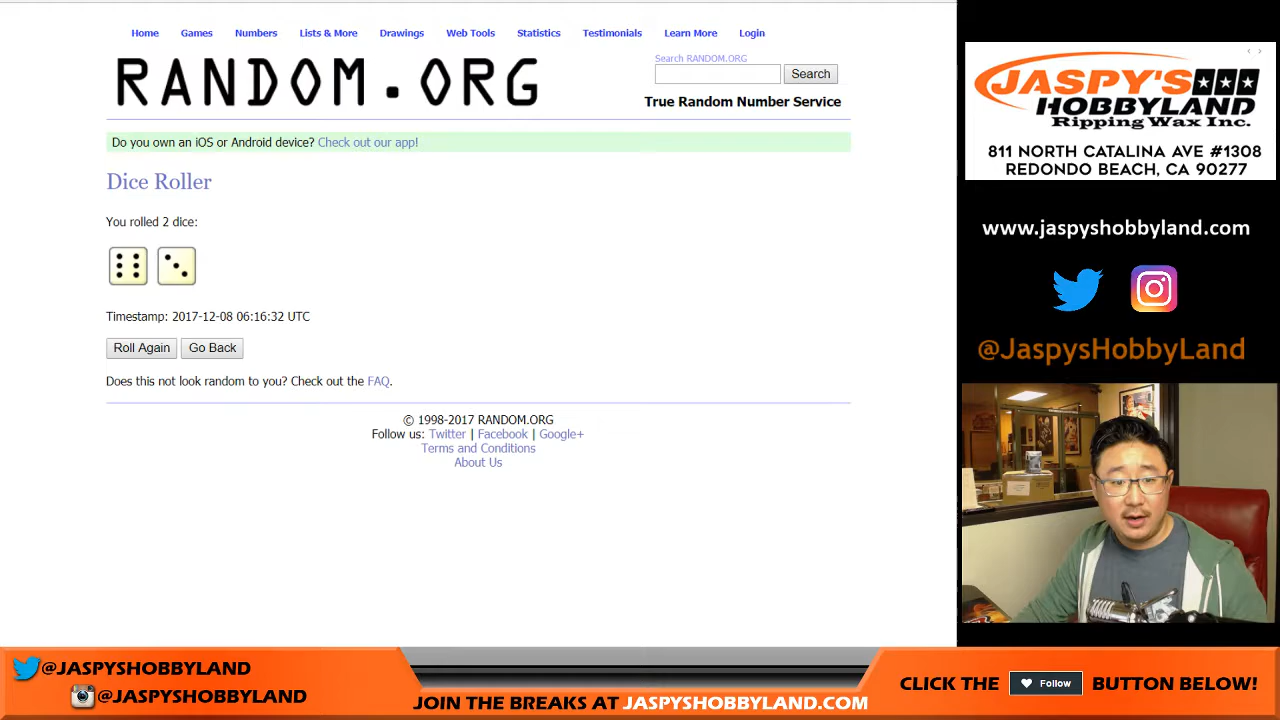 Home Games Numbers Lists & More Drawings Web Tools Statistics Testimonials Learn More Login
RANDOM.ORG
Search RANDOM.ORG
Search
True Random Number Service
Do you own an iOS or Android device? Check out our app!
Dice Roller
You rolled 2 dice:
Timestamp: 2017-12-08 06:16:32 UTC
Roll Again Go Back
Does this not look random to you? Check out the FAQ.
© 1998-2017 RANDOM.ORG
Follow us: Twitter | Facebook | Google+
Terms and Conditions
About Us
JASPY'S
HOBBYLAND
Ripping Wax Inc.
811 NORTH CATALINA AVE #1308
REDONDO BEACH, CA 90277
www.jaspyshobbyland.com
@JaspysHobbyLand
@JASPYSHOBBYLAND
@JASPYSHOBBYLAND
JOIN THE BREAKS AT JASPYSHOBBYLAND.COM
CLICK THE Follow BUTTON BELOW!